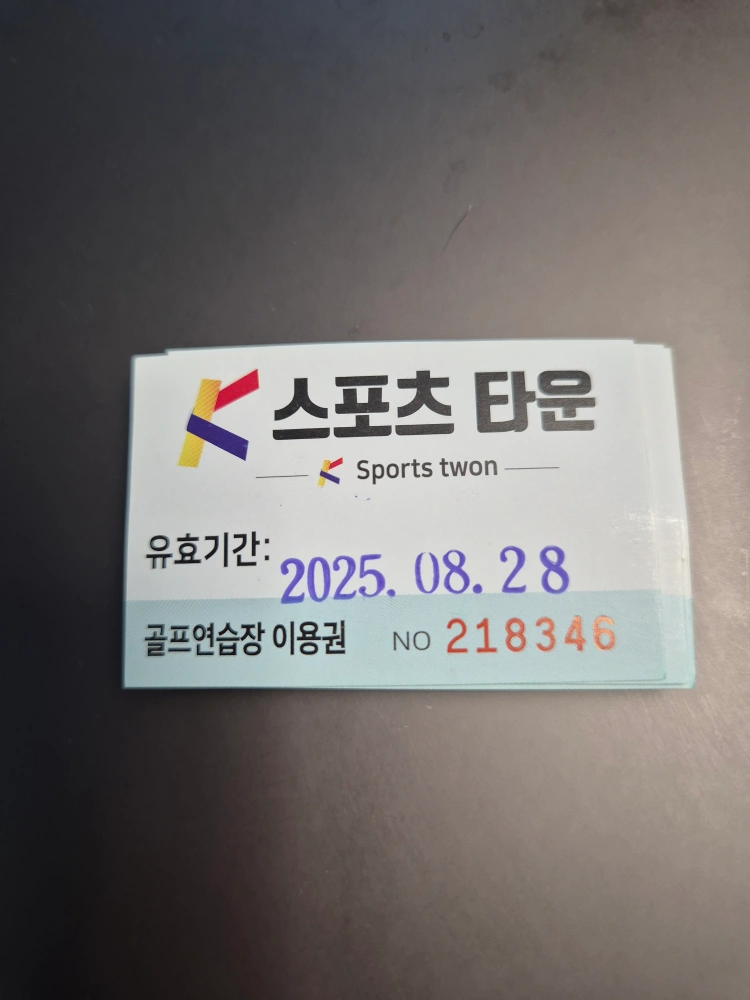 스포츠 타운
Sports twon
유효기간: 2025. 08. 28
골프연습장 이용권 NO 218346